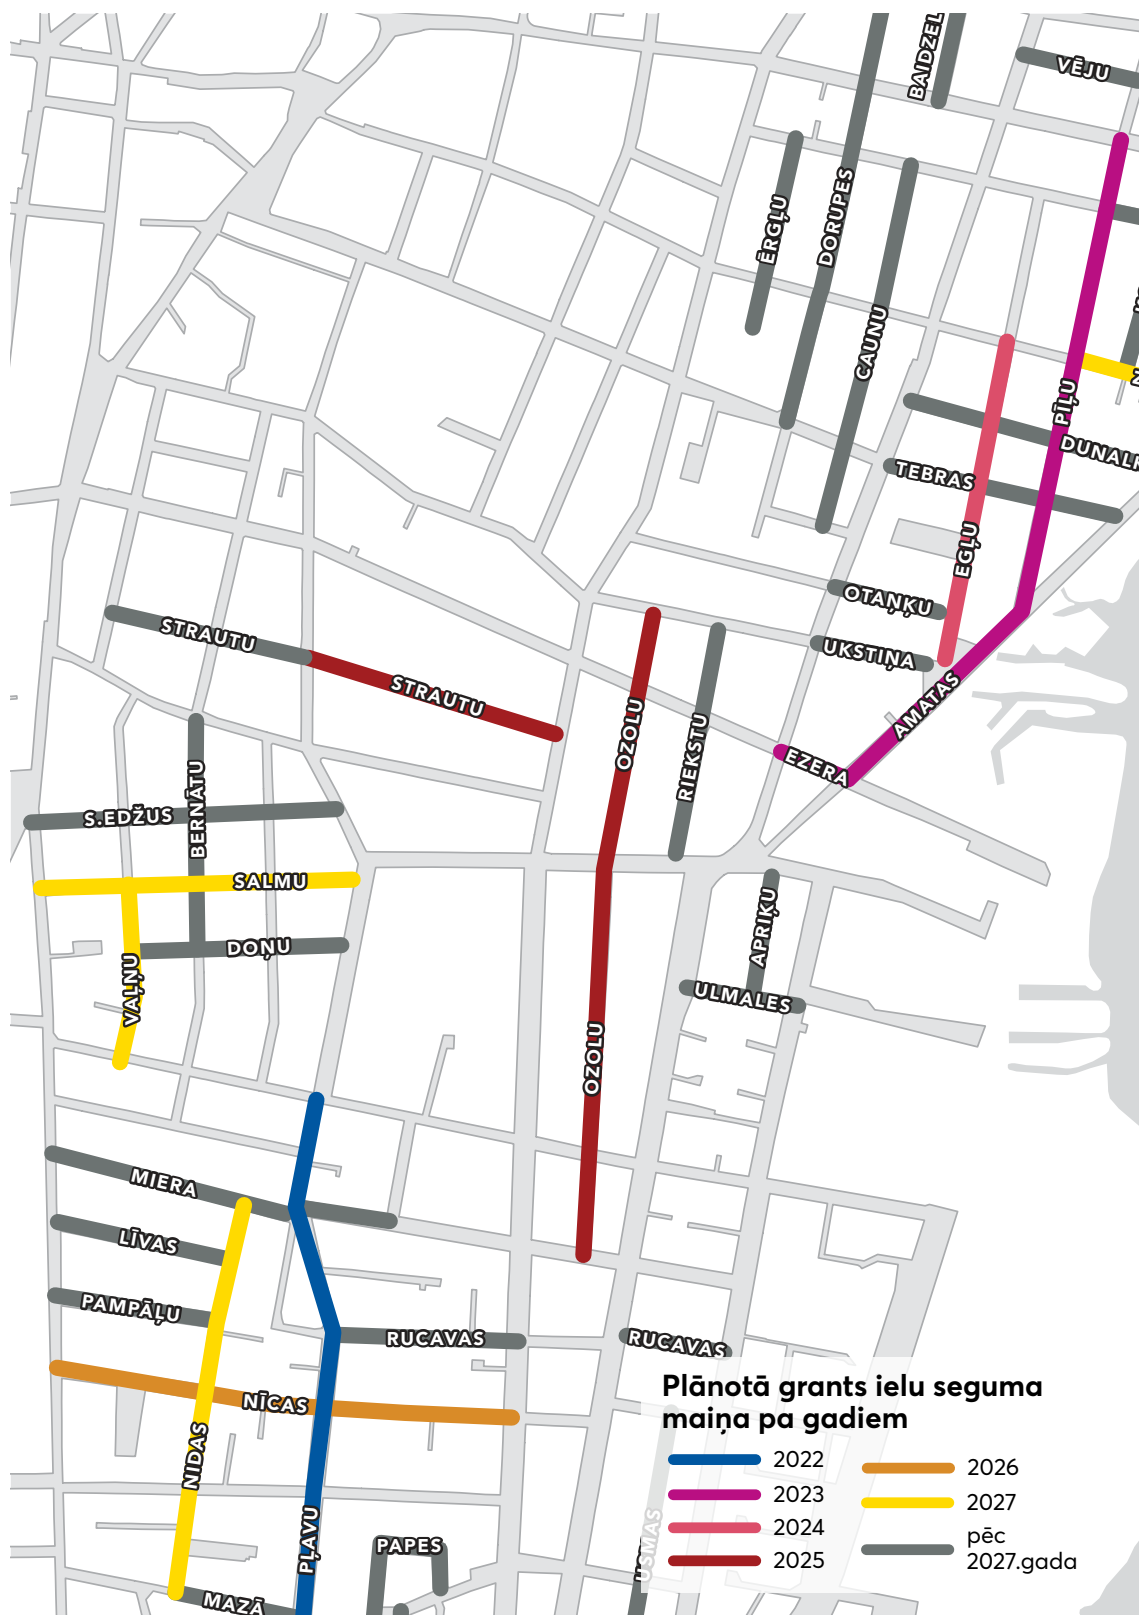 BAIDZEL
VĒJU
ĒRGĻU
DORUPES
CAUNU
PĪĻU
DUNALK
TEBRAS
EGĻU
OTAŅĶU
UKSTIŅA
STRAUTU
STRAUTU
OZOLU
RIEKSTU
AMATAS
EZERA
BERNĀTU
S.EDŽUS
SALMU
APRIĶU
DOŅU
VAĻŅU
ULMALES
OZOLU
MIERA
LĪVAS
PAMPĀĻU
RUCAVAS
RUCAVAS
NĪCAS
NIDAS
PĻAVU
PAPES
MAZĀ
USMAS
Plānotā grants ielu seguma
maiņa pa gadiem
2022
2023
2024
2025
2026
2027
pēc
2027.gada